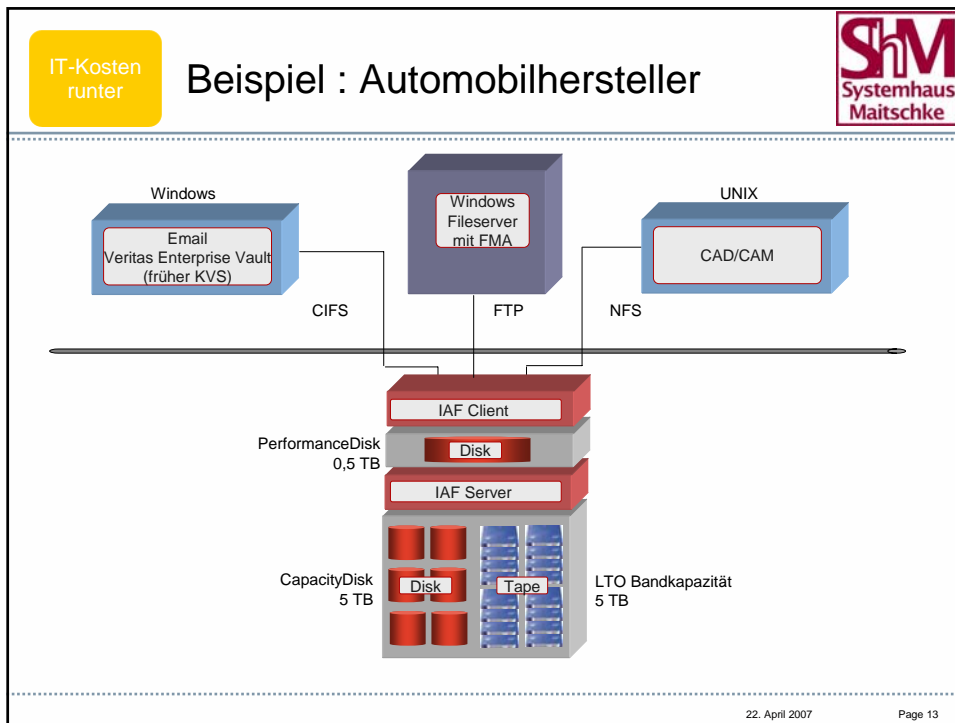 IT-Kosten
runter
Beispiel : Automobilhersteller
ShM
Systemhaus
Maitschke
Windows
Email
Veritas Enterprise Vault
(früher KVS)
Windows
Fileserver
mit FMA
UNIX
CAD/CAM
CIFS
FTP
NFS
IAF Client
PerformanceDisk
0,5 TB
Disk
IAF Server
CapacityDisk
5 TB
Disk
Tape
LTO Bandkapazität
5 TB
22. April 2007
Page 13